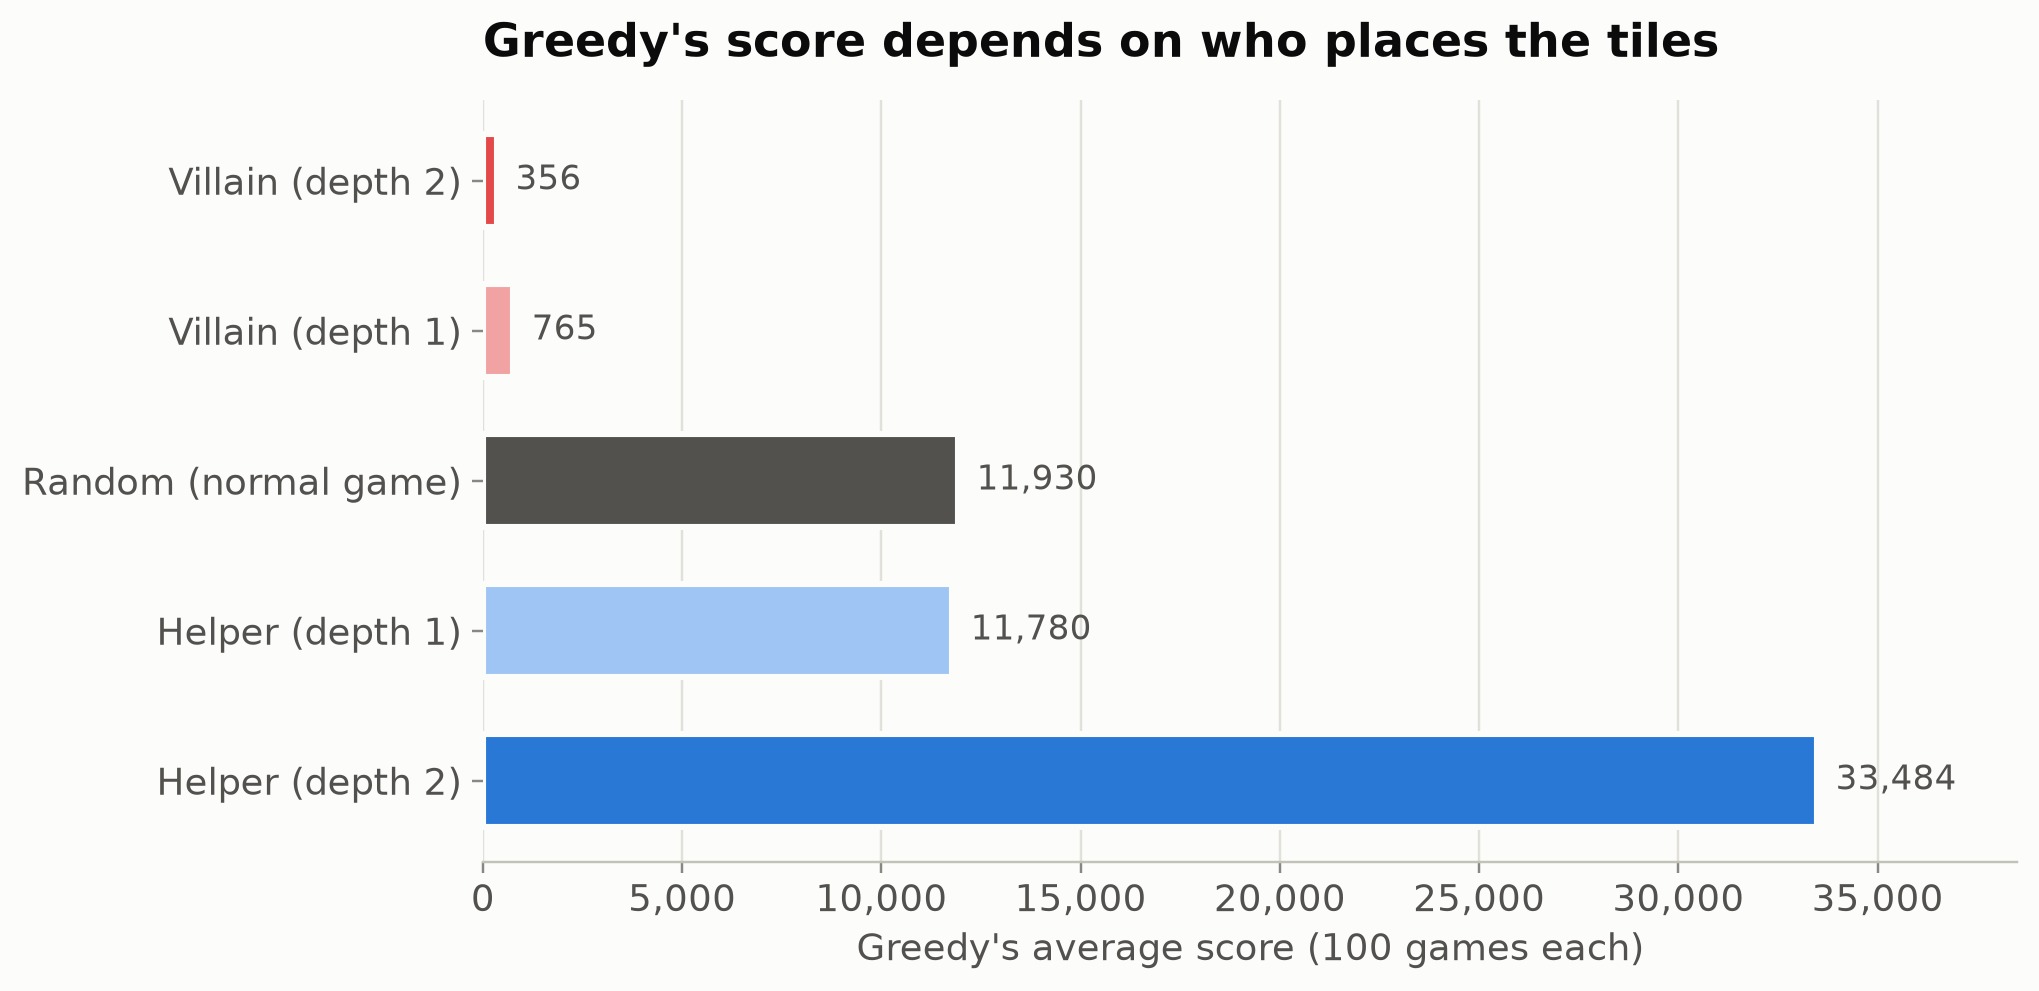 Greedy's score depends on who places the tiles
Villain (depth 2)
356
Villain (depth 1)
765
Random (normal game)
11,930
Helper (depth 1)
11,780
Helper (depth 2)
33,484
0
5,000
10,000
15,000
20,000
25,000
30,000
35,000
Greedy's average score (100 games each)